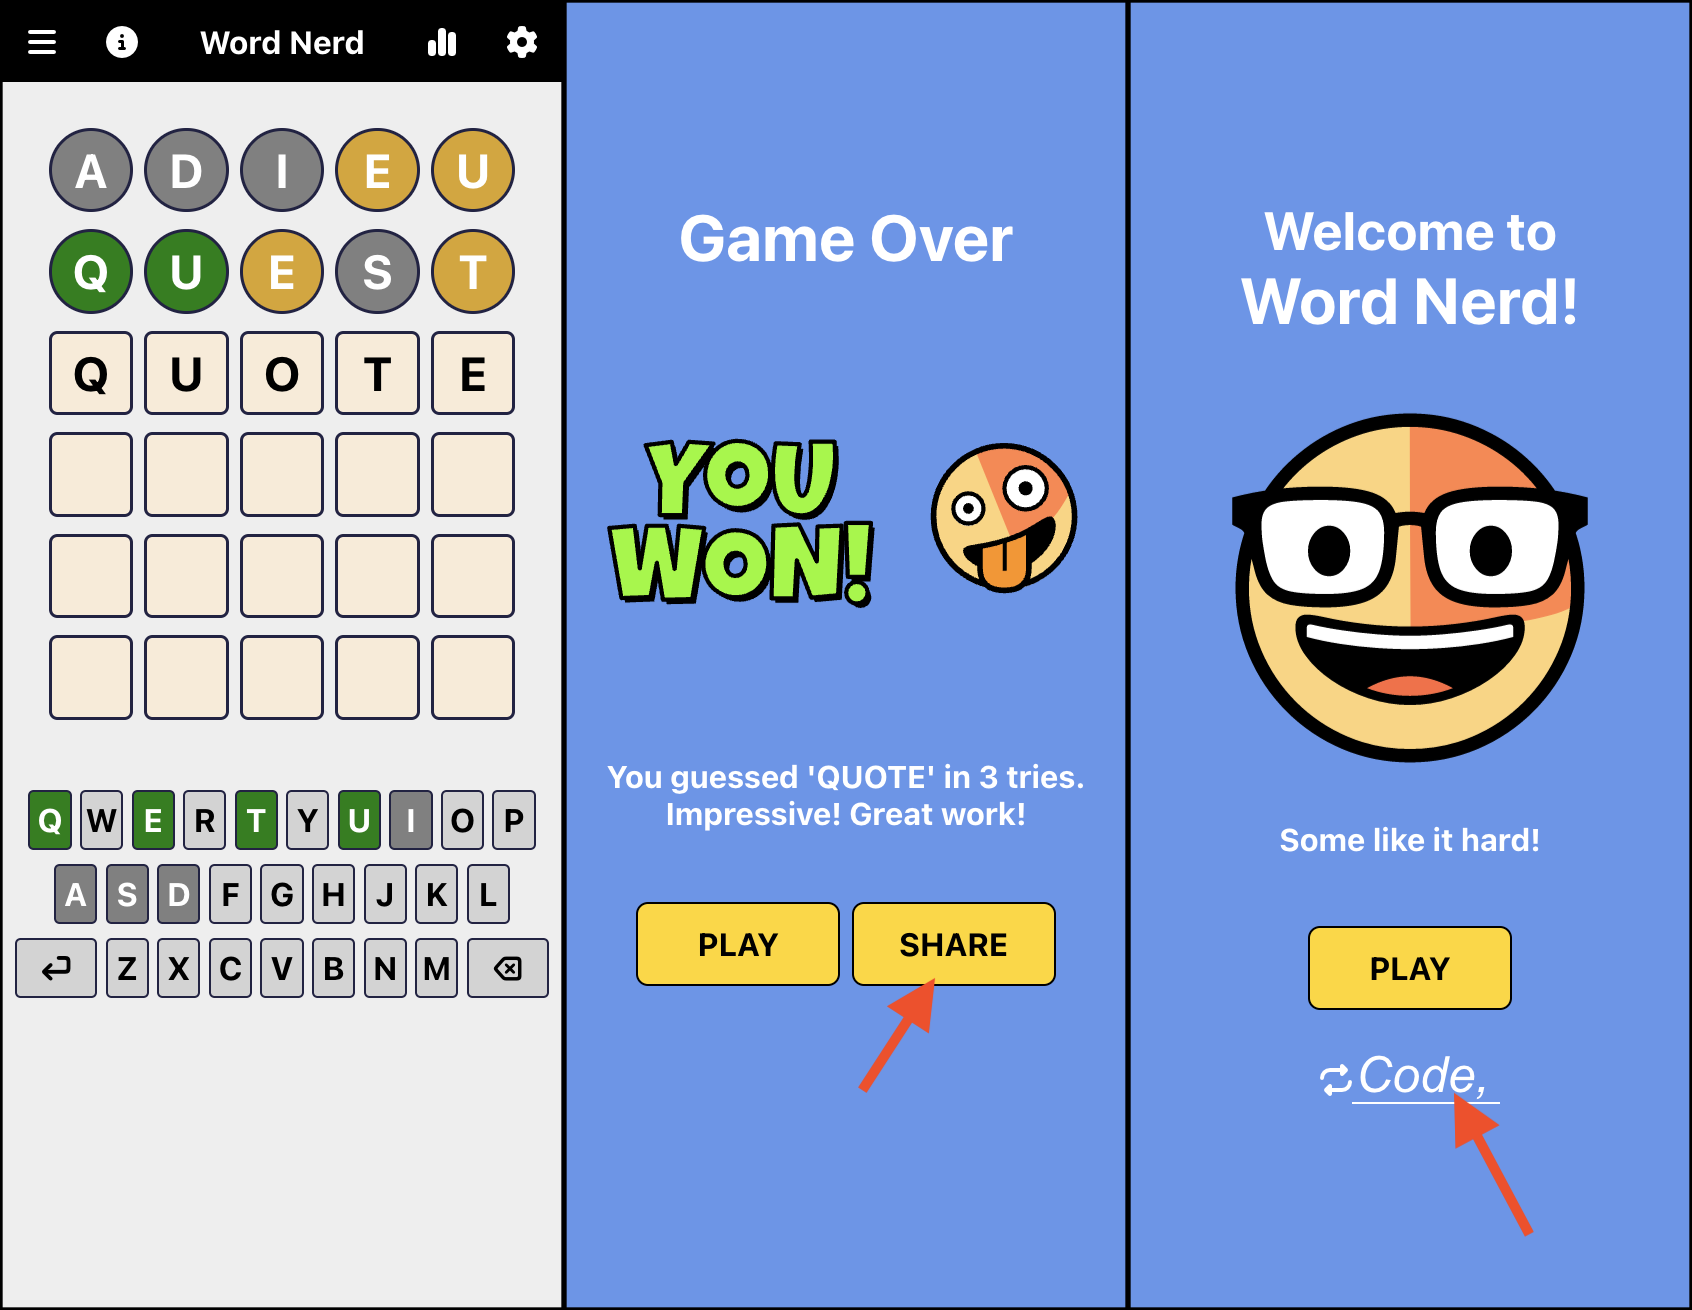 Word Nerd
A D I E U
Q U E S T
Q U O T E
Q W E R T Y U I O P
A S D F G H J K L
Z X C V B N M
Game Over
YOU
WON!
You guessed 'QUOTE' in 3 tries.
Impressive! Great work!
PLAY SHARE
Welcome to
Word Nerd!
Some like it hard!
PLAY
Code,